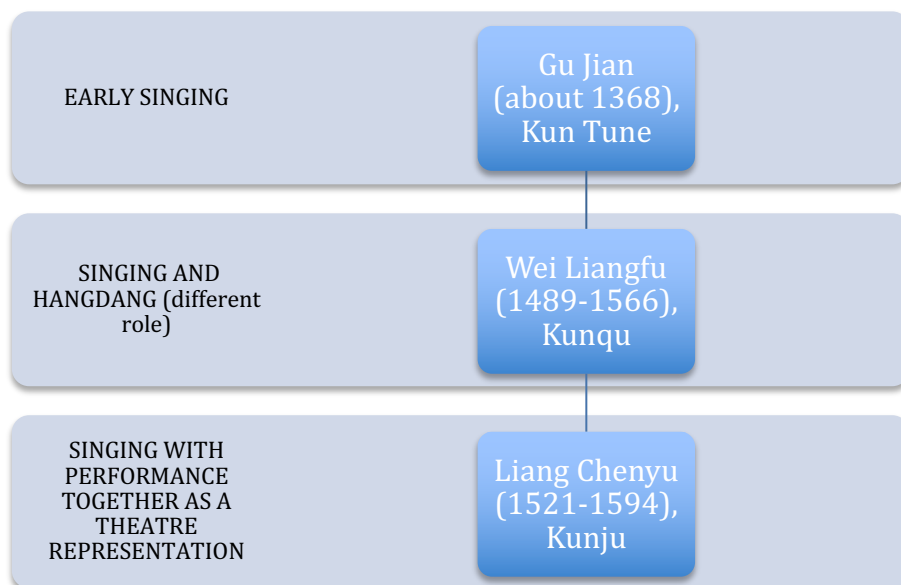 EARLY SINGING
Gu Jian
(about 1368),
Kun Tune
SINGING AND
HANGDANG (different
role)
Wei Liangfu
(1489-1566),
Kunqu
SINGING WITH
PERFORMANCE
TOGETHER AS A
THEATRE
REPRESENTATION
Liang Chenyu
(1521-1594),
Kunju